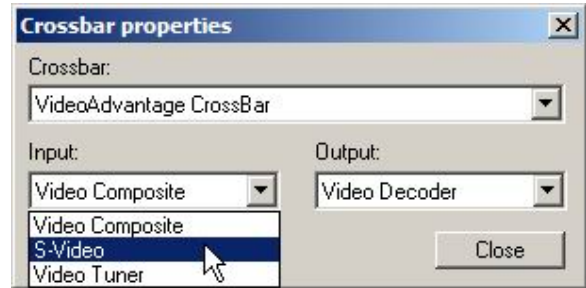 Crossbar properties
Crossbar:
VideoAdvantage CrossBar
Input: Output:
Video Composite Video Decoder
Video Composite
S-Video
Close
Video Tuner